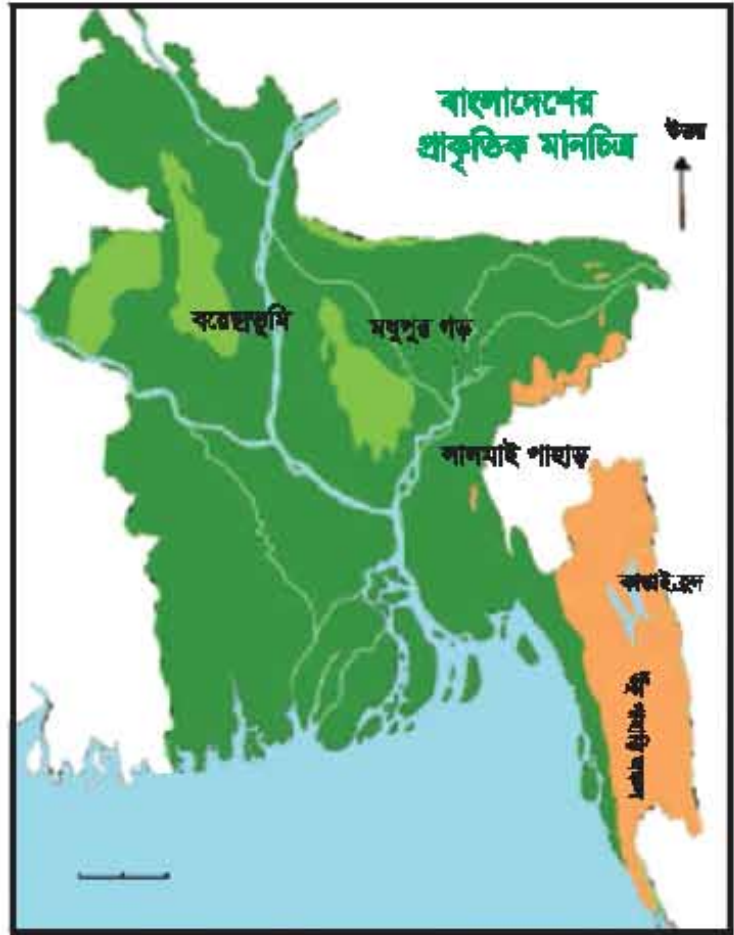 বাংলাদেশের
প্রাকৃতিক মানচিত্র
উত্তর
বরেন্দ্রভূমি
মধুপুর গড়
লালমাই পাহাড়
কাপ্তাই হ্রদ